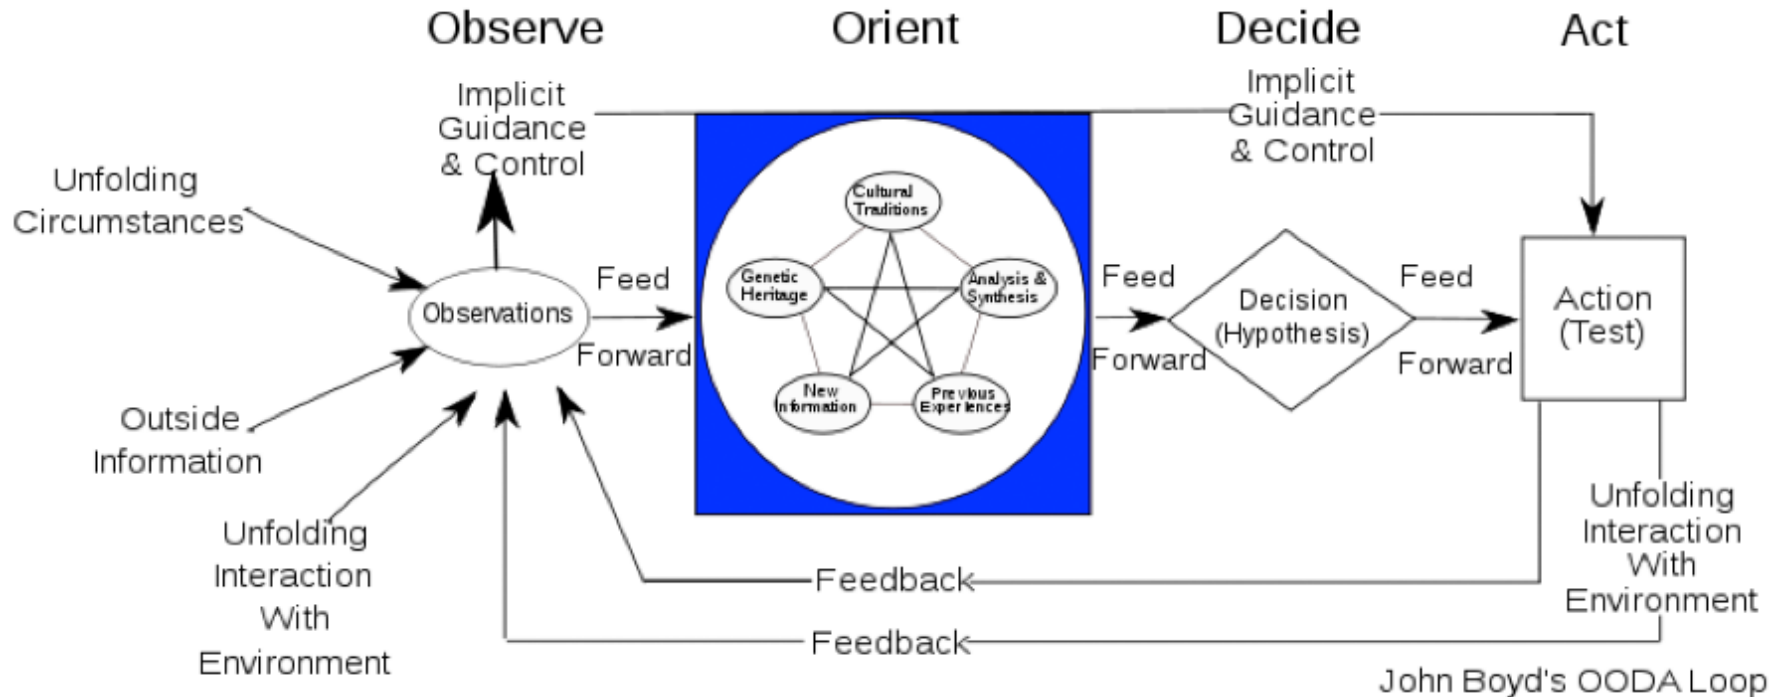 Observe
Orient
Decide
Act
Implicit
Guidance
& Control
Implicit
Guidance
& Control
Unfolding
Circumstances
Observations
Outside
Information
Unfolding
Interaction
With
Environment
Feed
Forward
Cultural
Traditions
Genetic
Heritage
Analysis &
Synthesis
New
Information
Previous
Experiences
Feed
Forward
Decision
(Hypothesis)
Feed
Forward
Action
(Test)
Unfolding
Interaction
With
Environment
Feedback
Feedback
John Boyd's OODA Loop